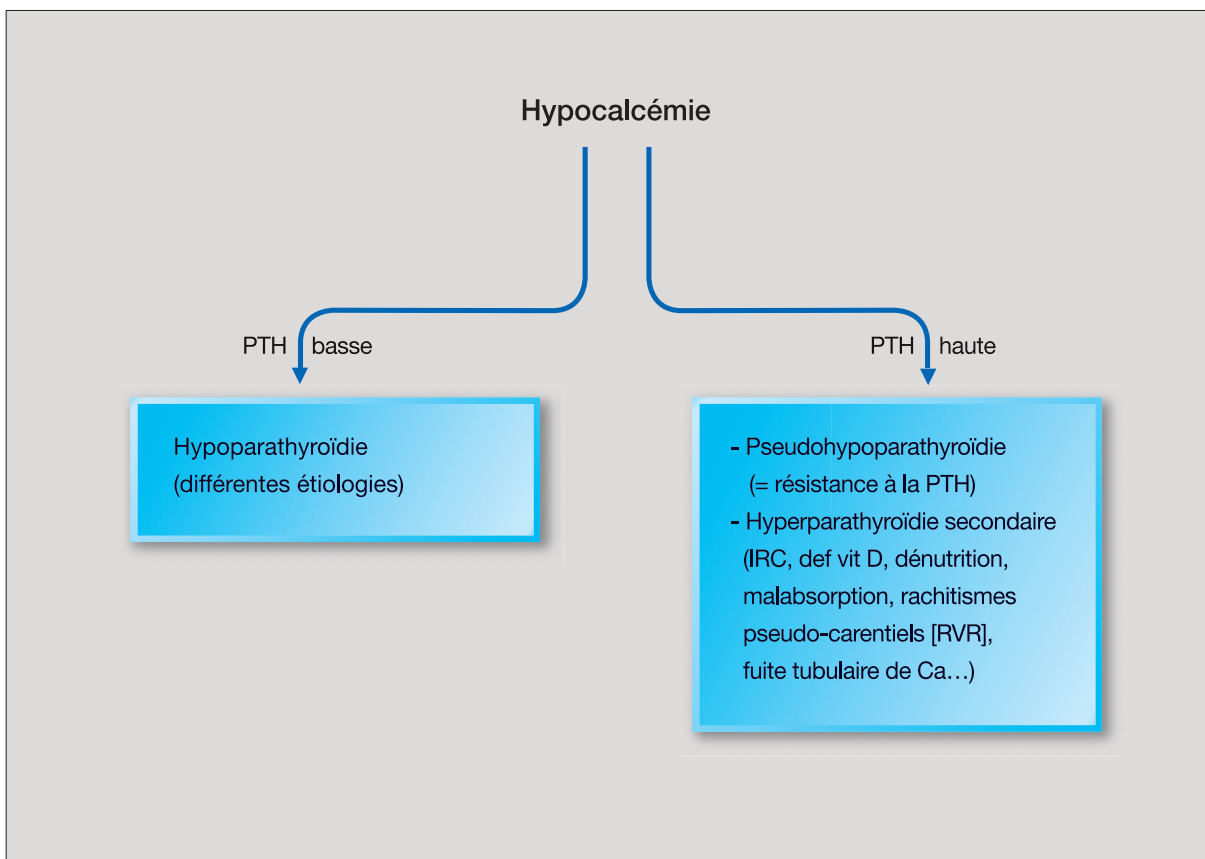 Hypocalcémie
PTH basse
PTH haute
Hypoparathyroïdie
(différentes étiologies)
- Pseudohypoparathyroïdie
(= résistance à la PTH)
- Hyperparathyroïdie secondaire
(IRC, def vit D, dénutrition,
malabsorption, rachitismes
pseudo-carentiels [RVR],
fuite tubulaire de Ca…)